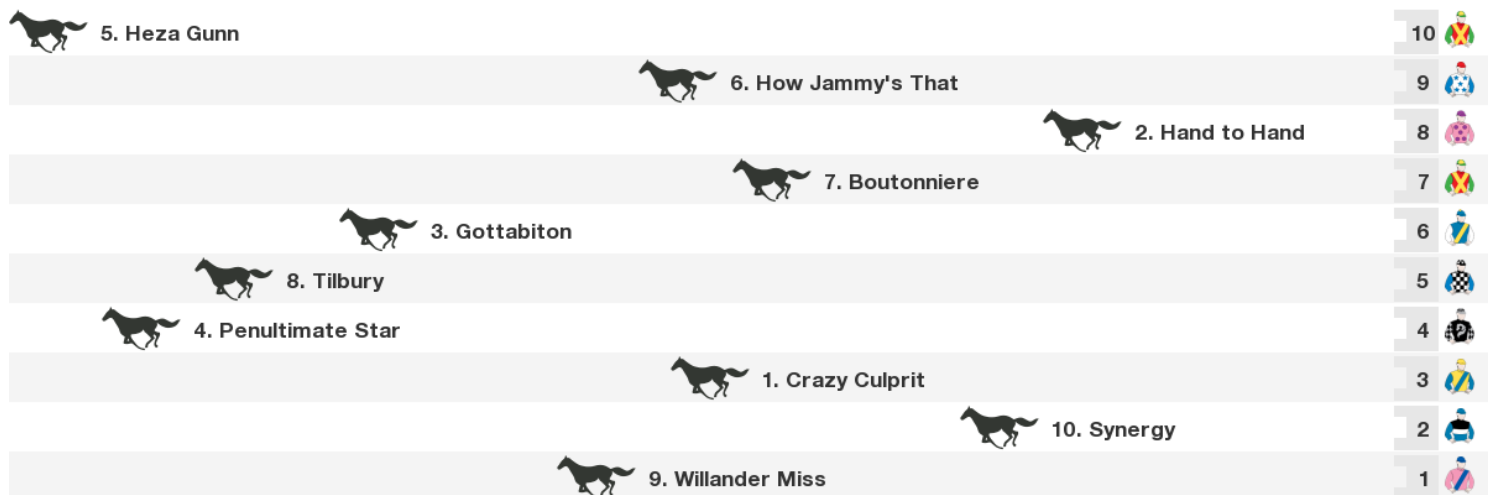 5. Heza Gunn 10
6. How Jammy's That 9
2. Hand to Hand 8
7. Boutonniere 7
3. Gottabiton 6
8. Tilbury 5
4. Penultimate Star 4
1. Crazy Culprit 3
10. Synergy 2
9. Willander Miss 1